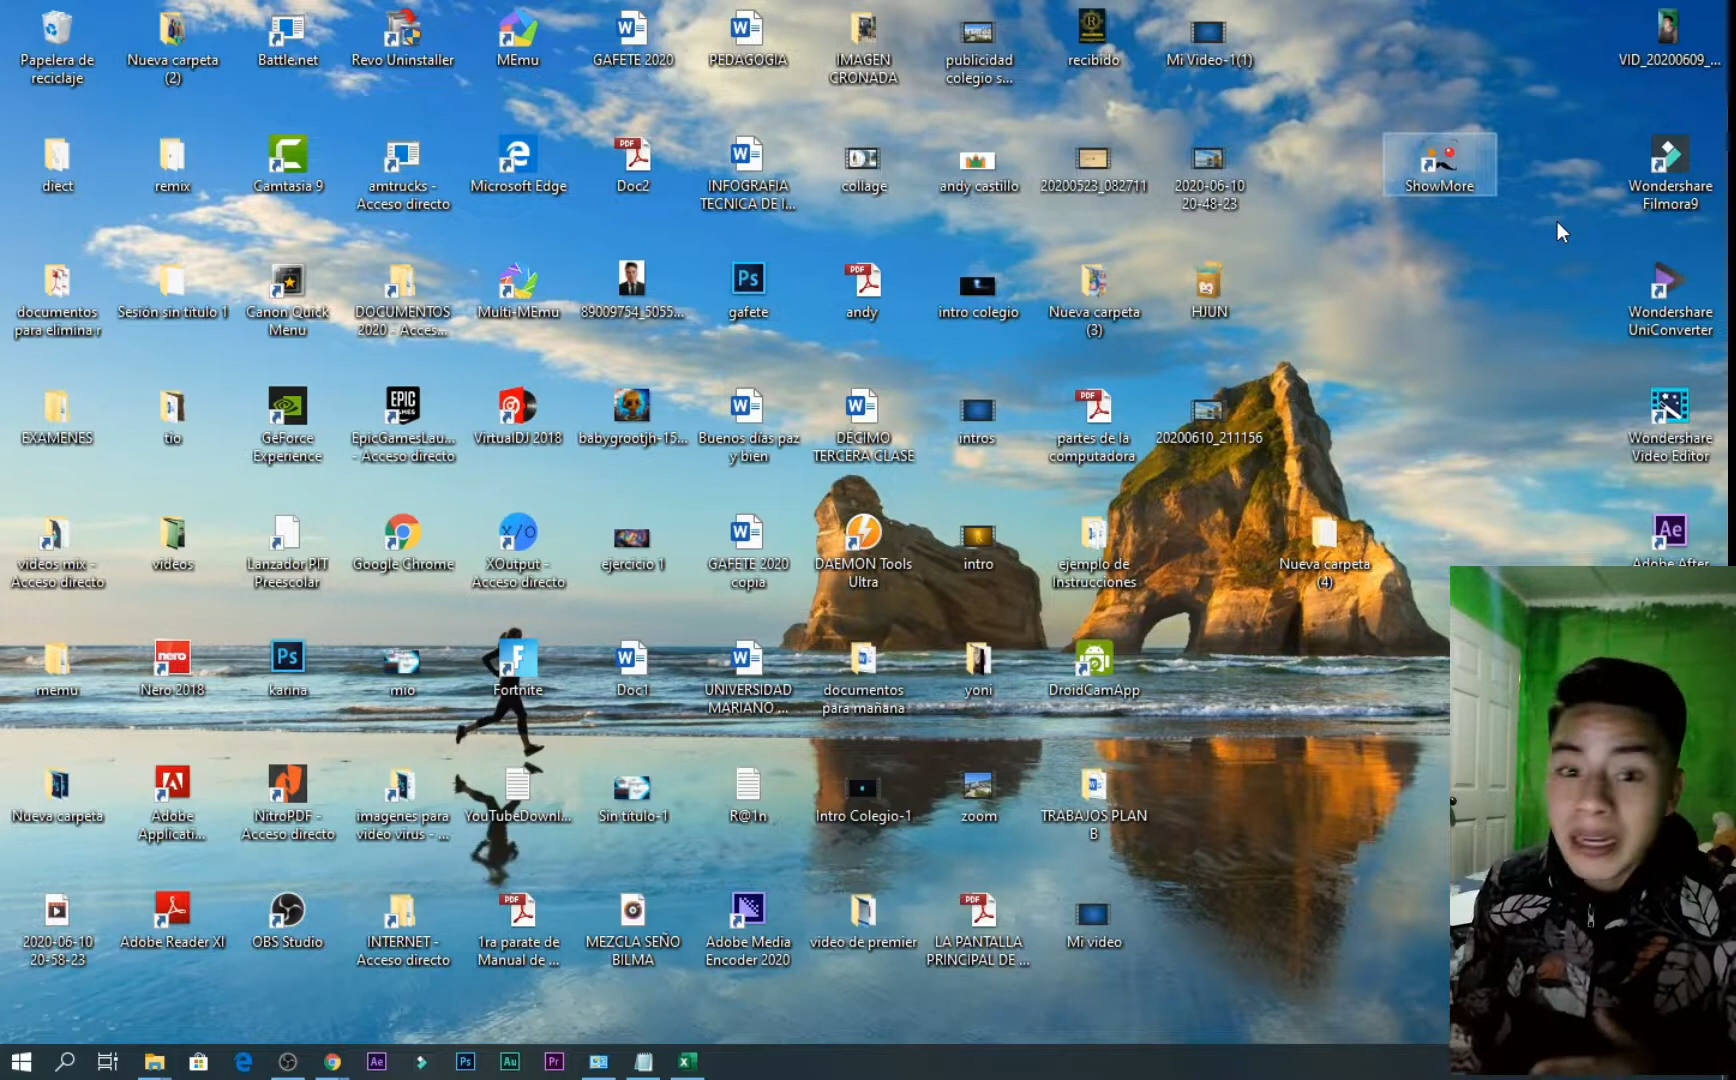 Papelera de
reciclaje
Nueva carpeta
(2)
Battle.net
Revo Uninstaller
MEmu
GAFETE 2020
PEDAGOGIA
IMAGEN
CRONADA
publicidad
colegio s...
recibido
Mi Video-1(1)
VID_20200609_...
diect
remix
Camtasia 9
amtrucks -
Acceso directo
Microsoft Edge
Doc2
INFOGRAFIA
TECNICA DE I...
collage
andy castillo
20200523_082711
2020-06-10
20-48-23
ShowMore
Wondershare
Filmora9
documentos
para elimina r
Sesión sin título 1
Canon Quick
Menu
DOCUMENTOS
2020 - Acces...
Multi-MEmu
89009754_5055...
gafete
andy
intro colegio
Nueva carpeta
(3)
HJUN
Wondershare
UniConverter
EXAMENES
tio
GeForce
Experience
EpicGamesLau...
- Acceso directo
VirtualDJ 2018
babygrootjh-15...
Buenos días paz
y bien
DÉCIMO
TERCERA CLASE
intros
partes de la
computadora
20200610_211156
Wondershare
Video Editor
videos mix -
Acceso directo
videos
Lanzador PIT
Preescolar
Google Chrome
XOutput -
Acceso directo
ejercicio 1
GAFETE 2020
copia
DAEMON Tools
Ultra
intro
ejemplo de
Instrucciones
Nueva carpeta
(4)
Adobe After
memu
Nero 2018
karina
mio
Fortnite
Doc1
UNIVERSIDAD
MARIANO ...
documentos
para mañana
yoni
DroidCamApp
Nueva carpeta
Adobe
Applicati...
NitroPDF -
Acceso directo
imagenes para
video virus - ...
YouTubeDownl...
Sin título-1
R@1n
Intro Colegio-1
zoom
TRABAJOS PLAN
B
2020-06-10
20-58-23
Adobe Reader XI
OBS Studio
INTERNET -
Acceso directo
1ra parate de
Manual de ...
MEZCLA SEÑO
BILMA
Adobe Media
Encoder 2020
video de premier
LA PANTALLA
PRINCIPAL DE ...
Mi video